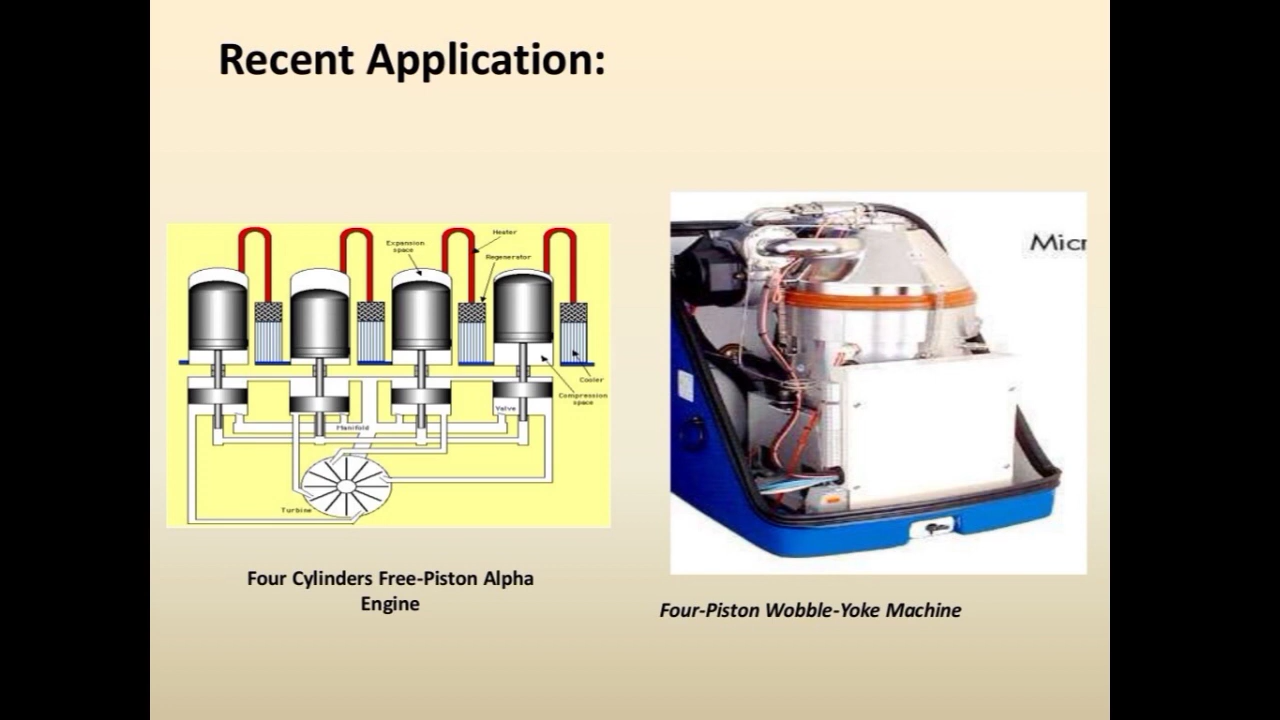 Recent Application:
Heater
Expansion
space
Regenerator
Cooler
Compression
space
Valve
Manifold
Turbine
Micr
Four Cylinders Free-Piston Alpha
Engine
Four-Piston Wobble-Yoke Machine